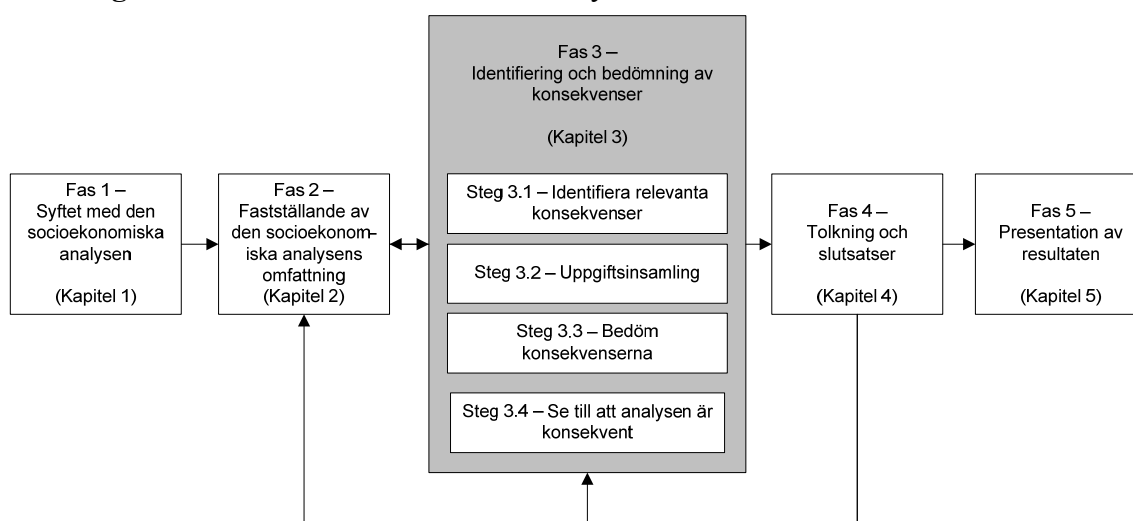 Fas 1 –
Syftet med den
socioekonomiska
analysen
(Kapitel 1)
Fas 2 –
Fastställande av
den socioekonom–
iska analysens
omfattning
(Kapitel 2)
Fas 3 –
Identifiering och bedömning av
konsekvenser
(Kapitel 3)
Steg 3.1 – Identifiera relevanta
konsekvenser
Steg 3.2 – Uppgiftsinsamling
Steg 3.3 – Bedöm
konsekvenserna
Steg 3.4 – Se till att analysen är
konsekvent
Fas 4 –
Tolkning och
slutsatser
(Kapitel 4)
Fas 5 –
Presentation av
resultaten
(Kapitel 5)